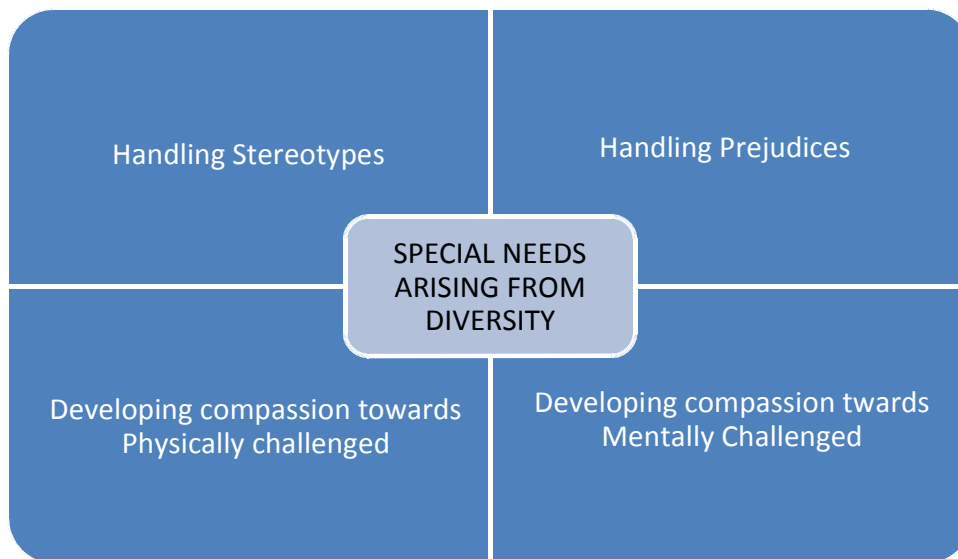 Handling Stereotypes
Handling Prejudices
SPECIAL NEEDS
ARISING FROM
DIVERSITY
Developing compassion towards
Physically challenged
Developing compassion twards
Mentally Challenged